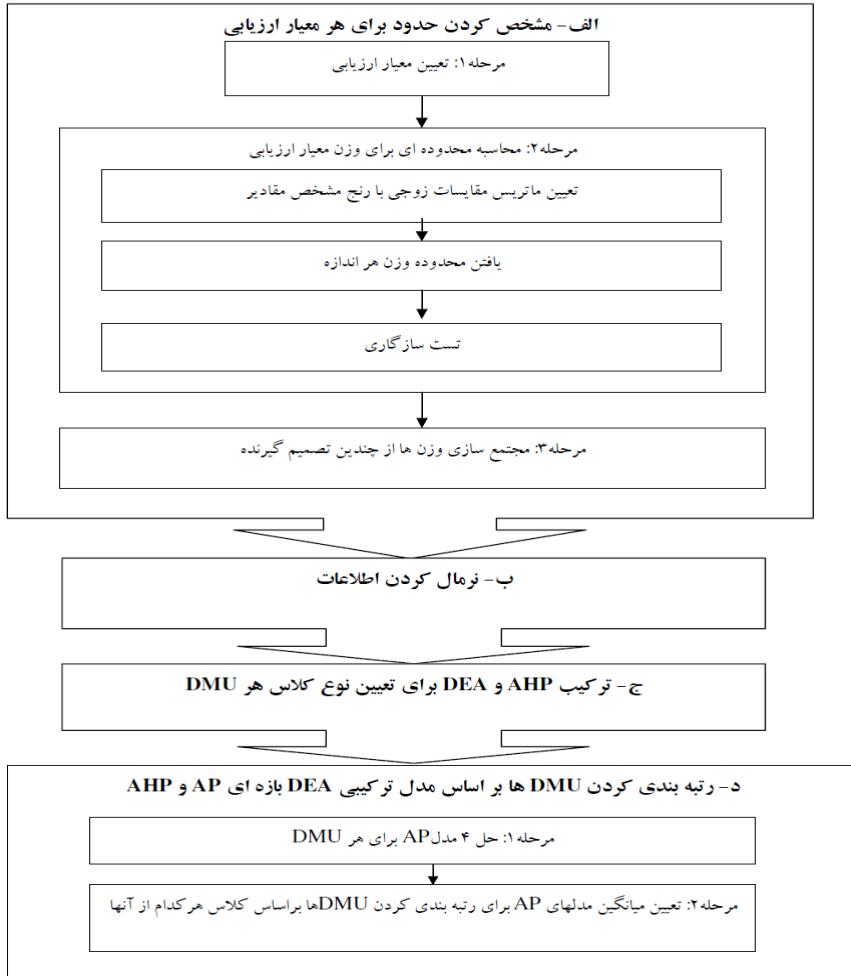 الف- مشخص کردن حدود برای هر معیار ارزیابی
مرحله۱: تعیین معیار ارزیابی
مرحله۲: محاسبه محدوده ای برای وزن معیار ارزیابی
تعیین ماتریس مقایسات زوجی با رنج مشخص مقادیر
یافتن محدوده وزن هر اندازه
تست سازگاری
مرحله۳: مجتمع سازی وزن ها از چندین تصمیم گیرنده
ب- نرمال کردن اطلاعات
ج- ترکیب AHP و DEA برای تعیین نوع کلاس هر DMU
د- رتبه بندی کردن DMU ها بر اساس مدل ترکیبی DEA بازه ای AP و AHP
مرحله۱: حل ۴ مدلAP برای هر DMU
مرحله۲: تعیین میانگین مدلهای AP برای رتبه بندی کردن DMUها براساس کلاس هرکدام از آنها